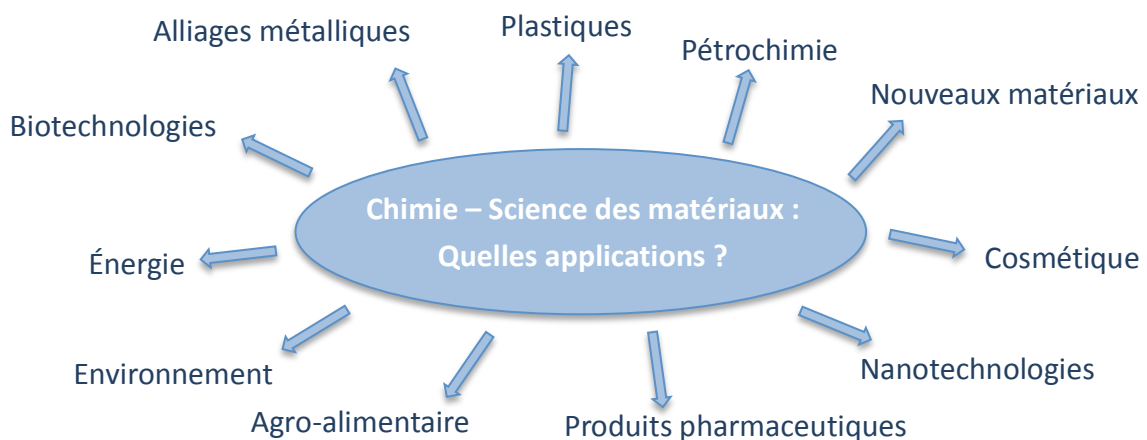 Plastiques
Alliages métalliques
Pétrochimie
Nouveaux matériaux
Biotechnologies
Chimie – Science des matériaux :
Quelles applications ?
Énergie
Cosmétique
Environnement
Nanotechnologies
Agro-alimentaire
Produits pharmaceutiques